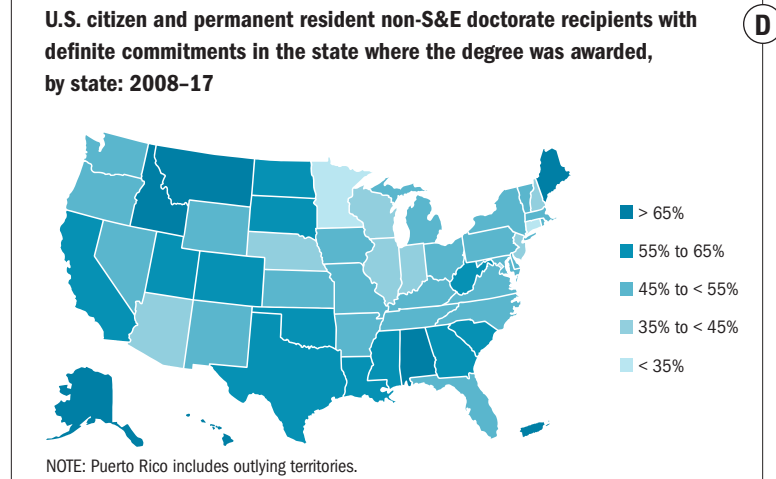 U.S. citizen and permanent resident non-S&E doctorate recipients with
definite commitments in the state where the degree was awarded,
by state: 2008–17
D
> 65%
55% to 65%
45% to < 55%
35% to < 45%
< 35%
NOTE: Puerto Rico includes outlying territories.